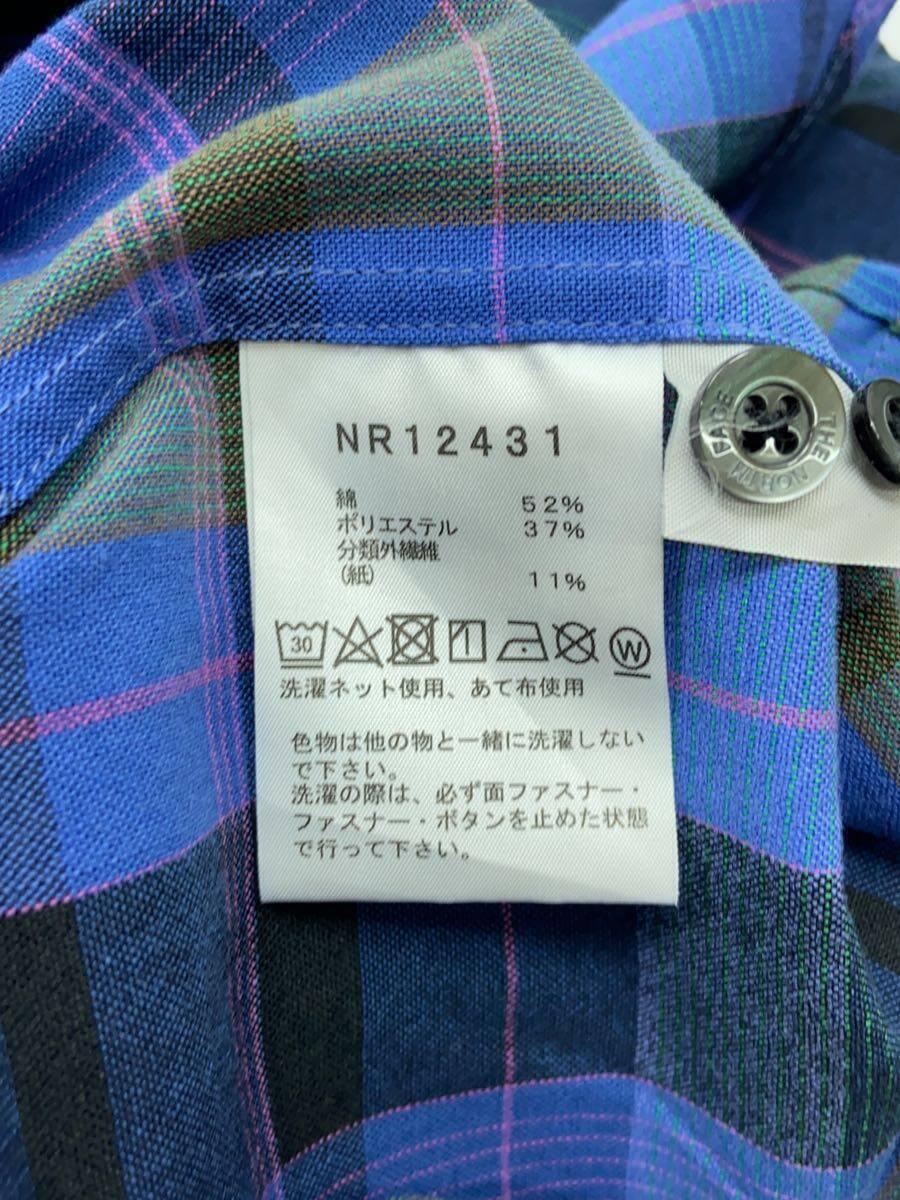 NR12431
綿 52%
ポリエステル 37%
分類外繊維
(紙) 11%
30
W
洗濯ネット使用、あて布使用
色物は他の物と一緒に洗濯しない
で下さい。
洗濯の際は、必ず面ファスナー・
ファスナー・ボタンを止めた状態
で行って下さい。
THE NORTH FACE